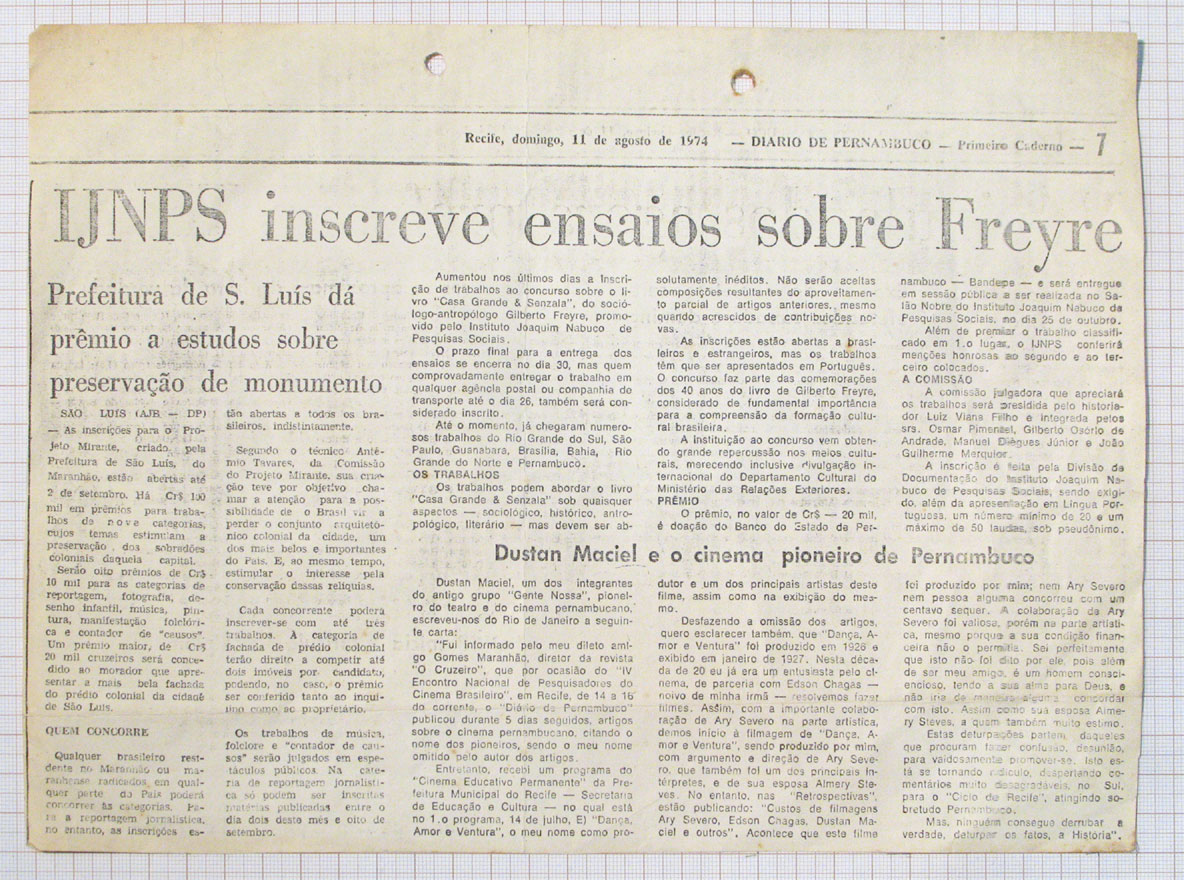 Recife, domingo, 11 de agosto de 1974 — DIARIO DE PERNAMBUCO — Primeiro Caderno — 7
IJNPS inscreve ensaios sobre Freyre
Prefeitura de S. Luís dá
prêmio a estudos sobre
preservação de monumento
SÃO LUÍS (AJB — DP)
— As inscrições para o Pro-
jeto Mirante, criado pela
Prefeitura de São Luís, do
Maranhão, estão abertas até
2 de setembro. Há Cr$ 100
mil em prêmios para traba-
lhos de nove categorias,
cujos temas estimulam a
preservação dos sobradões
coloniais daquela capital.
Serão oito prêmios de Cr$
10 mil para as categorias de
reportagem, fotografia, de-
senho infantil, música, pin-
tura, manifestação folclóri-
ca e contador de "causos".
Um prêmio maior, de Cr$
20 mil cruzeiros será conce-
dido ao morador que apre-
sentar a mais bela fachada
do prédio colonial da cidade
de São Luís.
QUEM CONCORRE
Qualquer brasileiro resi-
dente no Maranhão ou ma-
ranhense radicados em qual-
quer parte do País poderá
concorrer às categorias. Pa-
ra a reportagem jornalística,
no entanto, as inscrições es-
tão abertas a todos os bra-
sileiros, indistintamente.
Segundo o técnico Antê-
mio Tavares, da Comissão
do Projeto Mirante, sua cria-
ção teve por objetivo cha-
mar a atenção para a pos-
sibilidade de o Brasil vir a
perder o conjunto arquiteto-
nico colonial da cidade, um
dos mais belos e importantes
do País. E, ao mesmo tempo,
estimular o interesse pela
conservação dassas relíquias.
Cada concorrente poderá
inscrever-se com até três
trabalhos. A categoria de
fachada de prédio colonial
terão direito a competir até
dois imóveis por candidato,
podendo, no caso, o prêmio
ser conferido tanto ao inqui-
lino como ao proprietário.
Os trabalhos de música,
folclore e "contador de cau-
sos" serão julgados em espe-
táculos públicos. Na cate-
ria de reportagem jornalísti-
ca só podem ser inscritas
matérias publicadas entre o
dia dois deste mês e oito de
setembro.
Aumentou nos últimos dias a inscri-
ção de trabalhos ao concurso sobre o li-
vro "Casa Grande & Senzala", do soció-
logo-antropólogo Gilberto Freyre, promo-
vido pelo Instituto Joaquim Nabuco de
Pesquisas Sociais.
O prazo final para a entrega dos
ensaios se encerra no dia 30, mas quem
comprovadamente entregar o trabalho em
qualquer agência postal ou companhia de
transporte até o dia 26, também será con-
siderado inscrito.
Até o momento, já chegaram numero-
sos trabalhos do Rio Grande do Sul, São
Paulo, Guanabara, Brasília, Bahia, Rio
Grande do Norte e Pernambuco.
OS TRABALHOS
Os trabalhos podem abordar o livro
"Casa Grande & Senzala" sob quaisquer
aspectos — sociológico, histórico, antro-
pológico, literário — mas devem ser ab-
solutamente inéditos. Não serão aceitas
composições resultantes do aproveitamen-
to parcial de artigos anteriores, mesmo
quando acrescidos de contribuições no-
vas.
As inscrições estão abertas a brasi-
leiros e estrangeiros, mas os trabalhos
têm que ser apresentados em Português.
O concurso faz parte das comemorações
dos 40 anos do livro de Gilberto Freyre,
considerado de fundamental importância
para a compreensão da formação cultu-
ral brasileira.
A Instituição ao concurso vem obten-
do grande repercussão nos meios cultu-
rais, merecendo inclusive divulgação in-
ternacional do Departamento Cultural do
Ministério das Relações Exteriores.
PRÊMIO
O prêmio, no valor de Cr$ — 20 mil,
é doação do Banco do Estado de Per-
nambuco — Bandepe — e será entregue
em sessão pública a ser realizada no Sa-
lão Nobre do Instituto Joaquim Nabuco da
Pesquisas Sociais, no dia 25 de outubro.
Além de premiar o trabalho classifi-
cado em 1.o lugar, o IJNPS conferirá
menções honrosas ao segundo e ao ter-
ceiro colocados.
A COMISSÃO
A comissão julgadora que apreciará
os trabalhos será presidida pelo historia-
dor Luiz Viana Filho e integrada pelos
srs. Osmar Pimentel, Gilberto Osório de
Andrade, Manuel Diégues Júnior e João
Guilherme Merquior.
A inscrição é feita pela Divisão da
Documentação do Instituto Joaquim Na-
buco de Pesquisas Sociais, sendo exigi-
do, além da apresentação em Língua Por-
tuguesa, um número mínimo de 20 e um
máximo de 50 laudas, sob pseudônimo.
Dustan Maciel e o cinema pioneiro de Pernambuco
Dustan Maciel, um dos integrantes
do antigo grupo "Gente Nossa", pionei-
ro do teatro e do cinema pernambucano,
escreveu-nos do Rio de Janeiro a seguin-
te carta:
"Fui informado pelo meu dileto ami-
go Gomes Maranhão, diretor da revista
"O Cruzeiro", que por ocasião do "IV
Encontro Nacional de Pesquisadores do
Cinema Brasileiro", em Recife, de 14 a 16
do corrente, o "Diário de Pernambuco"
publicou durante 5 dias seguidos, artigos
sobre o cinema pernambucano, citando o
nome dos pioneiros, sendo o meu nome
omitido pelo autor dos artigos.
Entretanto, recebi um programa do
"Cinema Educativo Permanente" da Pre-
feitura Municipal do Recife — Secretaria
de Educação e Cultura — no qual está
no 1.o programa, 14 de julho, E) "Dança,
Amor e Ventura", o meu nome como pro-
dutor e um dos principais artistas deste
filme, assim como na exibição do mes-
mo.
Desfazendo a omissão dos artigos,
quero esclarecer também, que "Dança, A-
mor e Ventura" foi produzido em 1926 e
exibido em janeiro de 1927. Nesta déca-
da de 20 eu já era um entusiasta pelo ci-
nema, de parceria com Edson Chagas —
noivo de minha irmã — resolvemos fazer
filmes. Assim, com a importante colabo-
ração de Ary Severo na parte artística,
demos início à filmagem de "Dança, A-
mor e Ventura", sendo produzido por mim,
com argumento e direção de Ary Seve-
ro, que também foi um dos principais in-
térpretes, e de sua esposa Almery Ste-
ves. No entanto, nas "Retrospectivas",
estão publicando: "Custos de filmagens
Ary Severo, Edson Chagas, Dustan Ma-
ciel e outros". Acontece que este filme
foi produzido por mim; nem Ary Severo
nem pessoa alguma concorreu com um
centavo sequer. A colaboração de Ary
Severo foi valiosa, porém na parte artísti-
ca, mesmo porque a sua condição finan-
ceira não o permitia. Sei perfeitamente
que isto não foi dito por ele, pois além
de ser meu amigo, é um homem consci-
encioso, tendo a sua alma para Deus, e
não iria de maneira alguma concordar
com isto. Assim como sua esposa Alme-
ry Steves, a quem também muito estimo.
Estas deturpações partem daqueles
que procuram fazer confusão, desunião,
para vaidosamente promover-se. Isto es-
tá se tornando ridículo, despertando co-
mentários muito desagradáveis, no Sul,
para o "Ciclo de Recife", atingindo so-
bretudo Pernambuco.
Mas, ninguém consegue derrubar a
verdade, deturpar os fatos, a História".